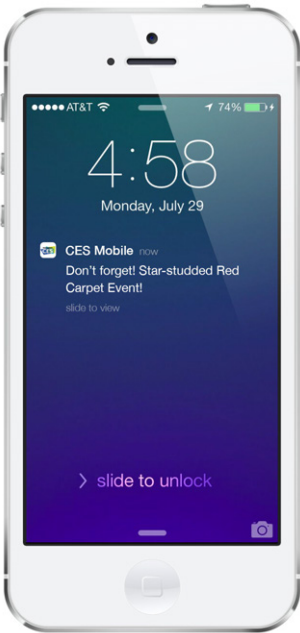 AT&T 74%
4:58
Monday, July 29
CES CES Mobile now
Don't forget! Star-studded Red
Carpet Event!
slide to view
> slide to unlock